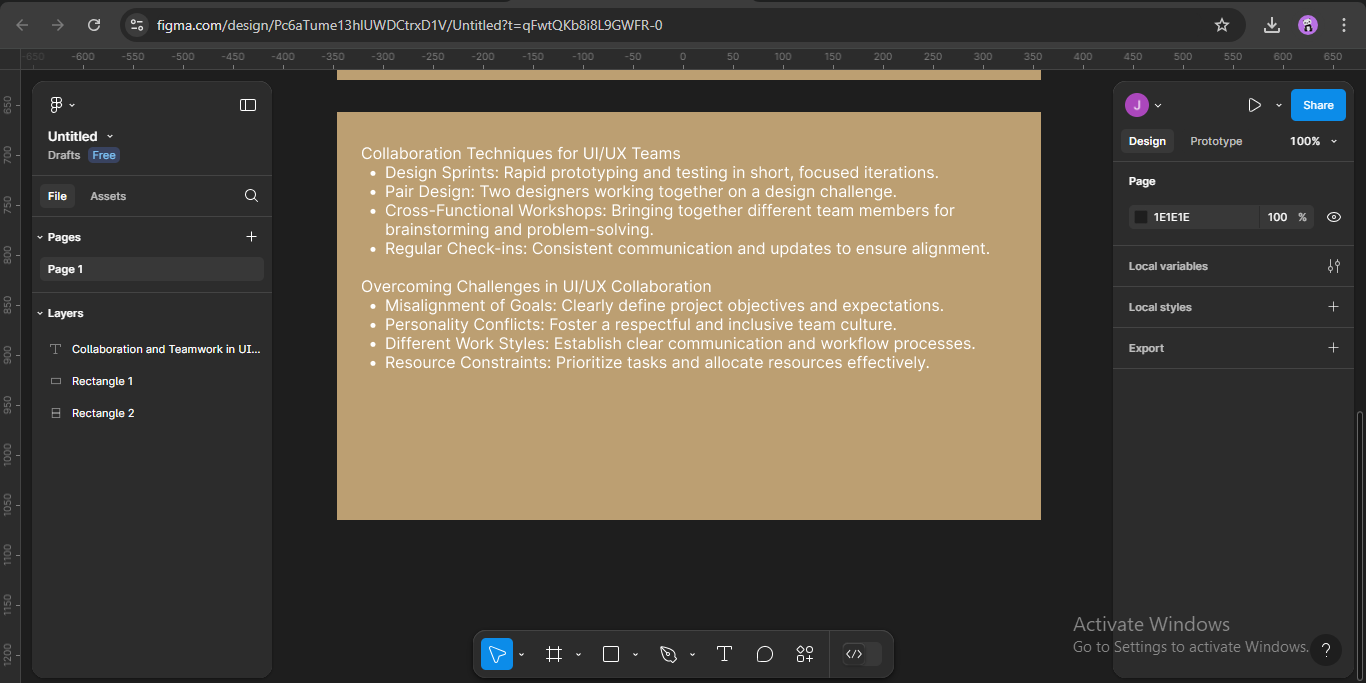 figma.com/design/Pc6aTume13hlUWDCtrxD1V/Untitled?t=qFwtQKb8i8L9GWFR-0
-650 -600 -550 -500 -450 -400 -350 -300 -250 -200 -150 -100 -50 0 50 100 150 200 250 300 350 400 450 500 550 600 650
650
700
750
800
850
900
950
1000
1050
1100
1150
1200
Untitled
Drafts Free
File Assets
Pages
Page 1
Layers
Collaboration and Teamwork in UI...
Rectangle 1
Rectangle 2
Collaboration Techniques for UI/UX Teams
• Design Sprints: Rapid prototyping and testing in short, focused iterations.
• Pair Design: Two designers working together on a design challenge.
• Cross-Functional Workshops: Bringing together different team members for
brainstorming and problem-solving.
• Regular Check-ins: Consistent communication and updates to ensure alignment.
Overcoming Challenges in UI/UX Collaboration
• Misalignment of Goals: Clearly define project objectives and expectations.
• Personality Conflicts: Foster a respectful and inclusive team culture.
• Different Work Styles: Establish clear communication and workflow processes.
• Resource Constraints: Prioritize tasks and allocate resources effectively.
J
Share
Design Prototype 100%
Page
1E1E1E 100 %
Local variables
Local styles
Export
Activate Windows
Go to Settings to activate Windows.
?